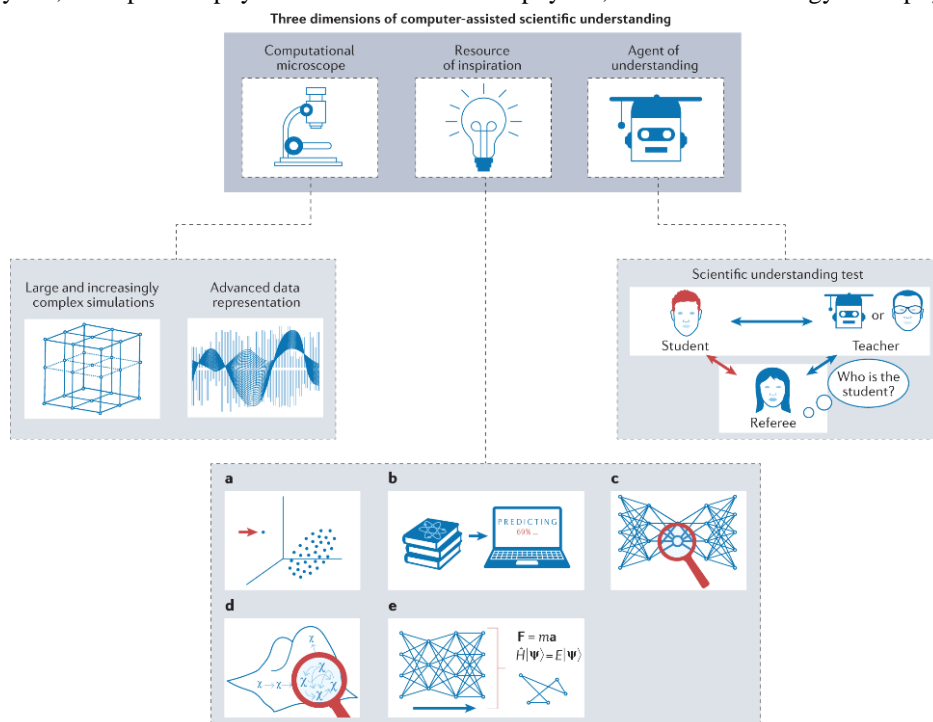 Three dimensions of computer-assisted scientific understanding
Computational
microscope
Resource
of inspiration
Agent of
understanding
Large and increasingly
complex simulations
Advanced data
representation
Scientific understanding test
or
Student
Teacher
Who is the
student?
Referee
a
b
c
PREDICTING
69% ...
d
e
F = ma
Ĥ|Ψ⟩=E|Ψ⟩
χ
χ→χ→
χ χ
χ χ
χ